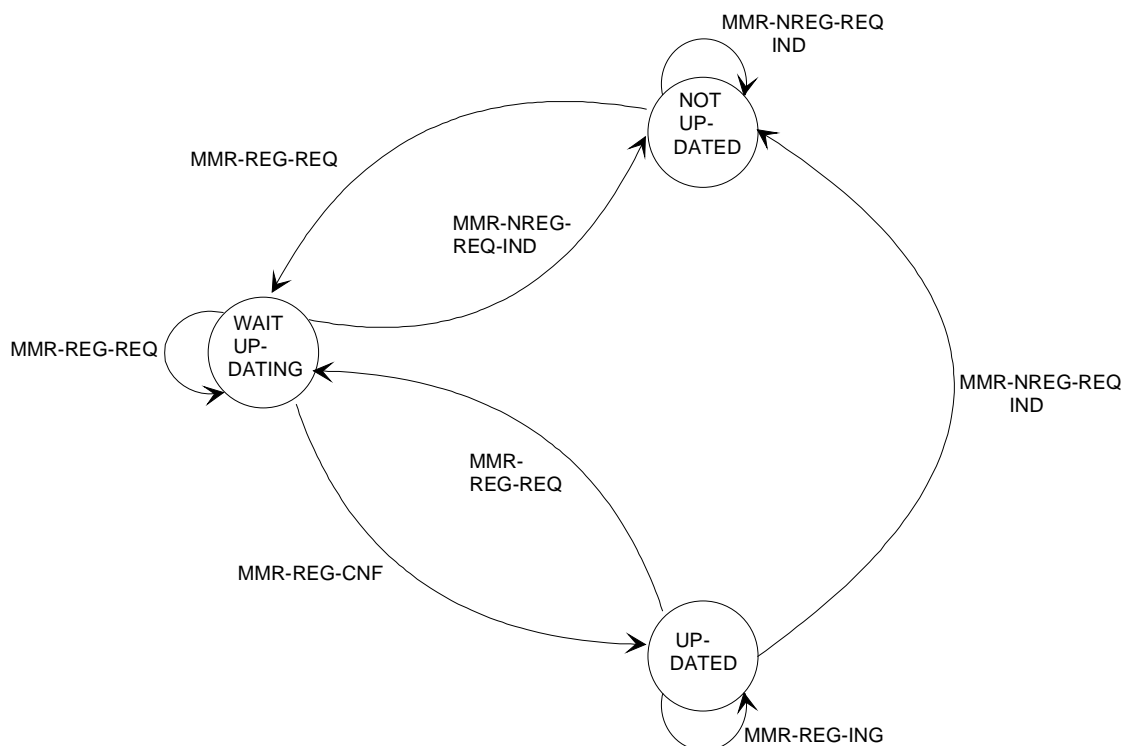 MMR-NREG-REQ
IND
NOT
UP-
DATED
MMR-REG-REQ
MMR-NREG-
REQ-IND
WAIT
UP-
DATING
MMR-REG-REQ
MMR-NREG-REQ
IND
MMR-
REG-REQ
MMR-REG-CNF
UP-
DATED
MMR-REG-ING